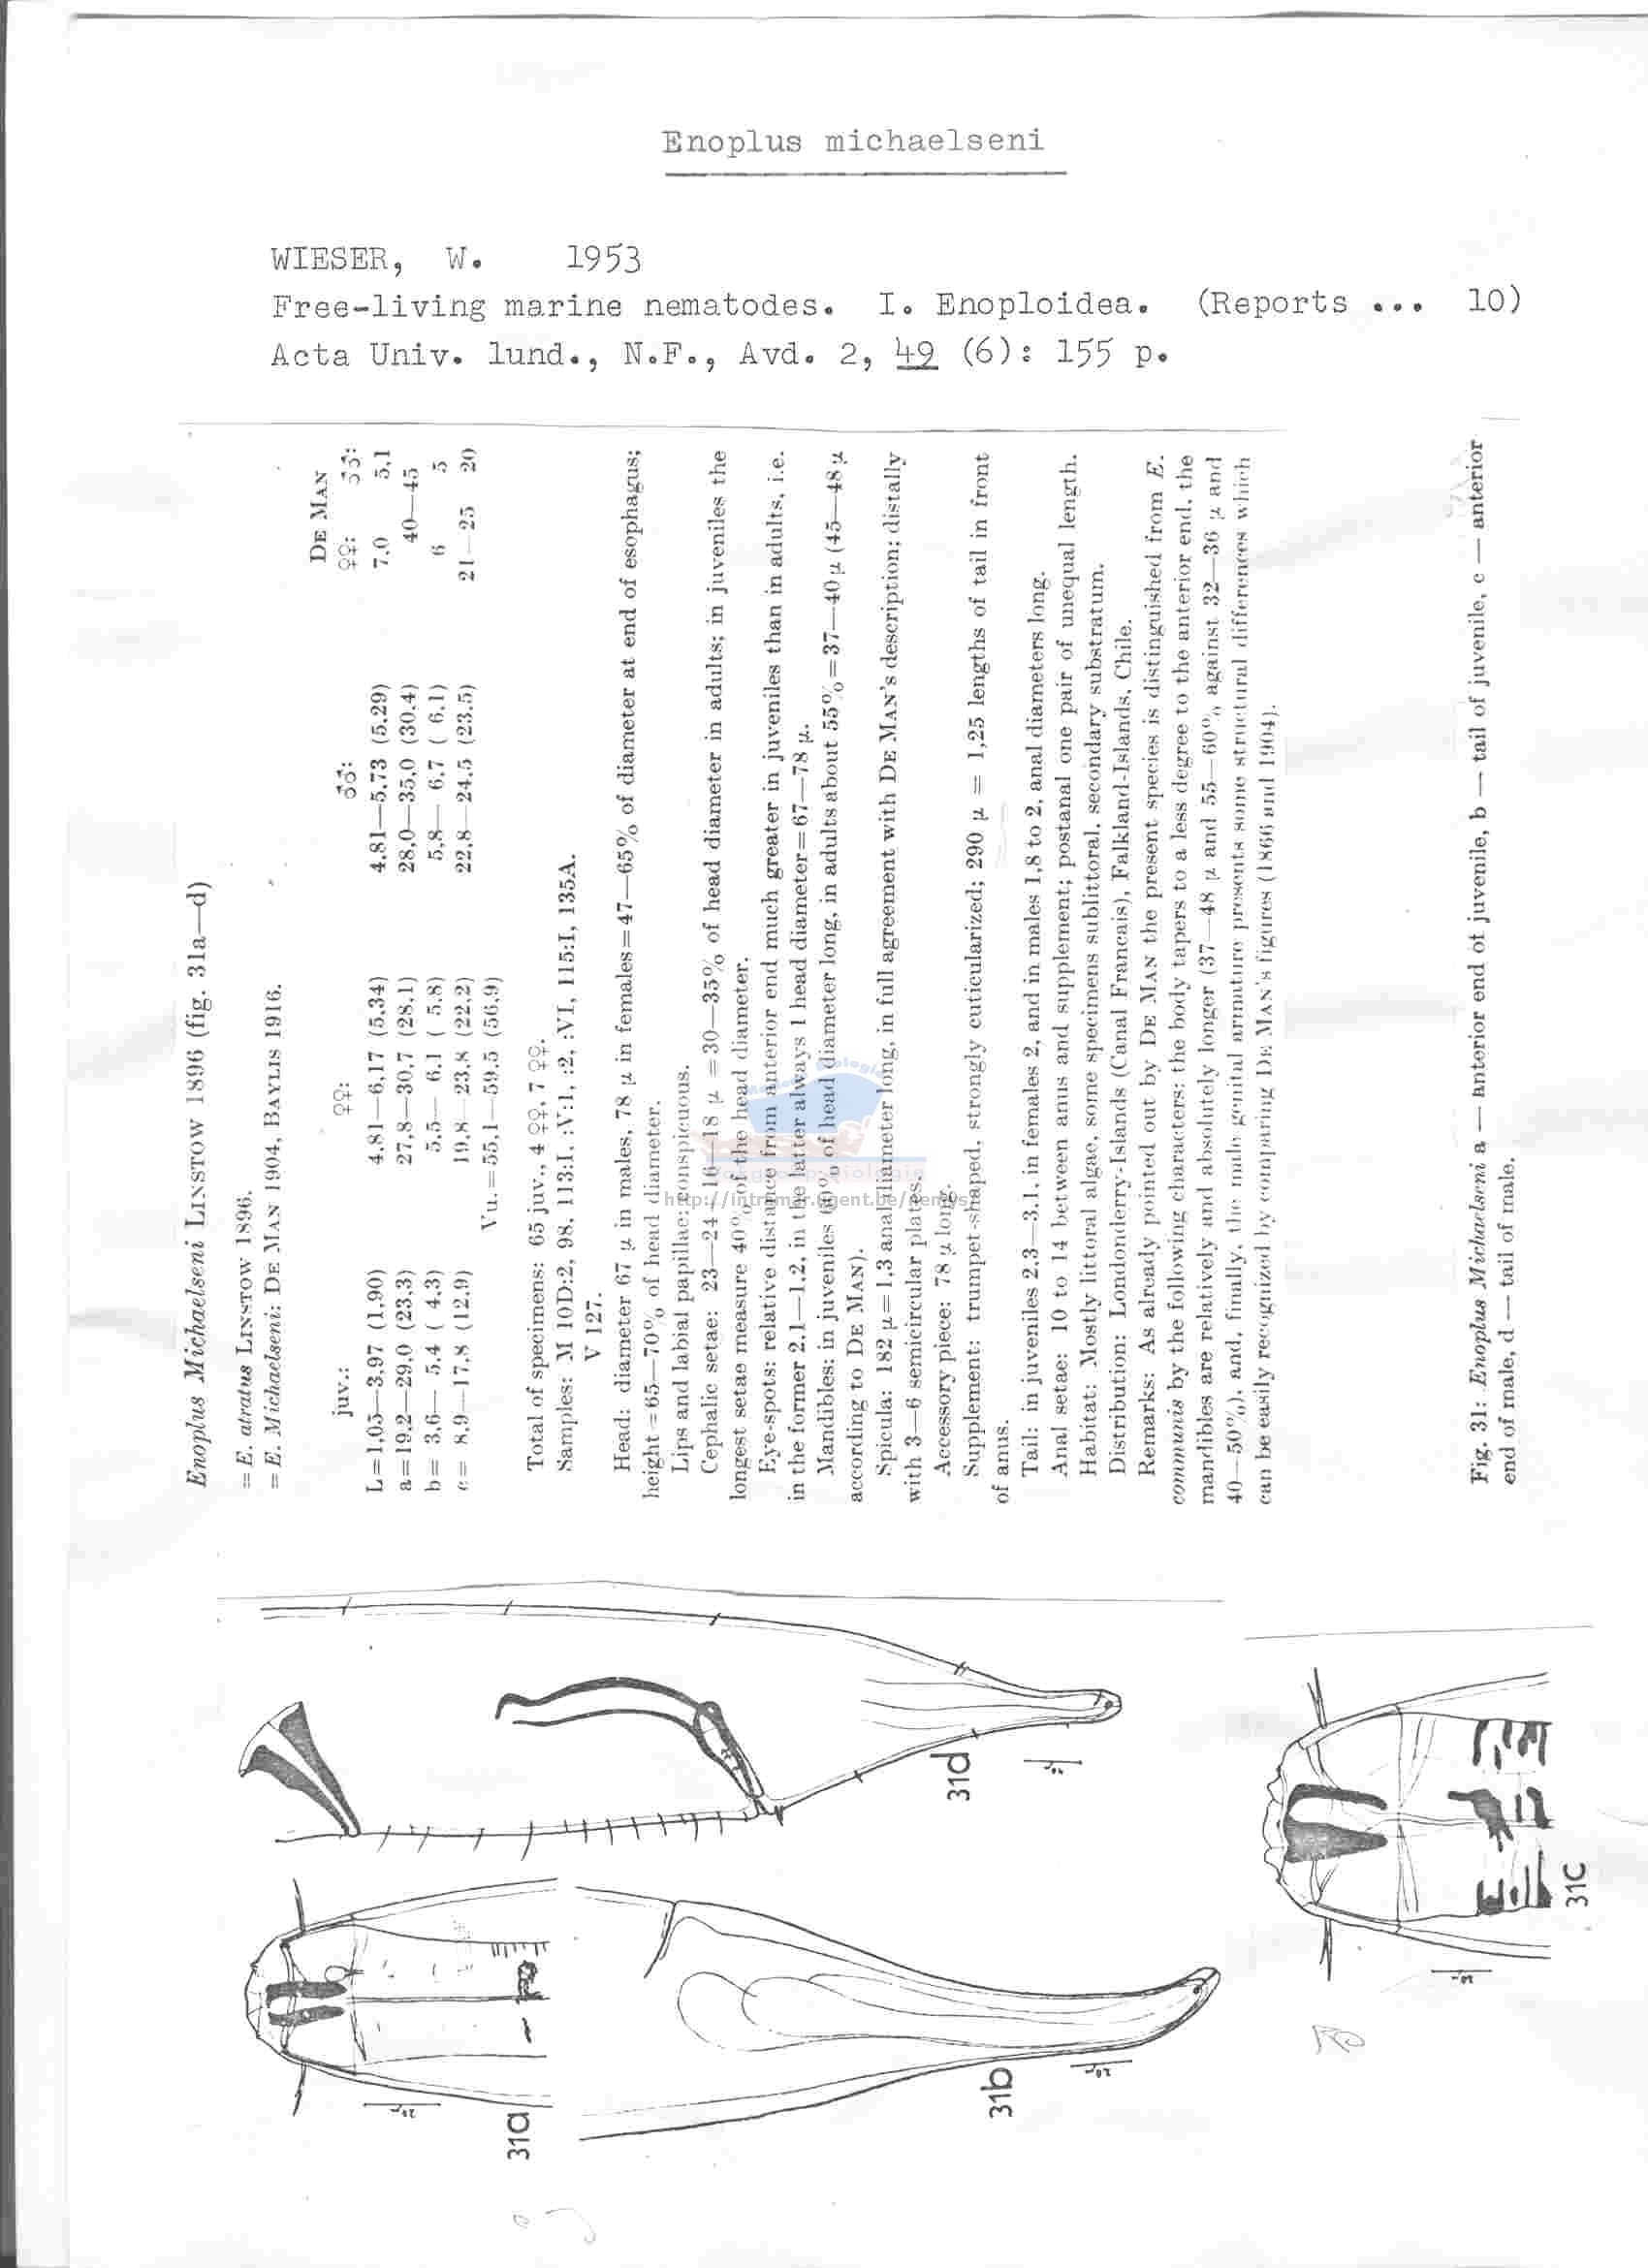 Enoplus michaelseni
WIESER, W. 1953
Free-living marine nematodes. I. Enoploidea. (Reports ... 10)
Acta Univ. lund., N.F., Avd. 2, 49 (6): 155 p.
Enoplus Michaelseni LINSTOW 1896 (fig. 31a—d)
= E. atratus LINSTOW 1896.
= E. Michaelseni: DE MAN 1904, BAYLIS 1916.
DE MAN
juv.: ♀♀: ♂♂: ♀♀: ♂♂:
L=1,05—3,97 (1,90) 4,81—6,17 (5,34) 4,81—5,73 (5,29) 7,0 5,1
a=19,2—29,0 (23,3) 27,8—30,7 (28,1) 28,0—35,0 (30,4) 40—45
b= 3,6— 5,4 ( 4,3) 5,5— 6,1 ( 5,8) 5,8— 6,7 ( 6,1) 6 5
c= 8,9—17,8 (12,9) 19,8—23,8 (22,2) 22,8—24,5 (23,5) 21—25 20
Vu.=55,1—59,5 (56,9)
Total of specimens: 65 juv., 4 ♀♀, 7 ♀♀.
Samples: M 10D:2, 98, 113:I, :V:1, :2, :VI, 115:I, 135A.
V 127.
Head: diameter 67 μ in males, 78 μ in females=47—65% of diameter at end of esophagus;
height=65—70% of head diameter.
Lips and labial papillae: conspicuous.
Cephalic setae: 23—24+16—18 μ =30—35% of head diameter in adults; in juveniles the
longest setae measure 40% of the head diameter.
Eye-spots: relative distance from anterior end much greater in juveniles than in adults, i.e.
in the former 2,1—1,2, in the latter always 1 head diameter=67—78 μ.
Mandibles: in juveniles 60% of head diameter long, in adults about 55%=37—40 μ (45—48 μ
according to DE MAN).
Spicula: 182 μ=1,3 anal diameter long, in full agreement with DE MAN's description; distally
with 3—6 semicircular plates.
Accessory piece: 78 μ long.
Supplement: trumpet-shaped, strongly cuticularized; 290 μ = 1,25 lengths of tail in front
of anus.
Tail: in juveniles 2,3—3,1, in females 2, and in males 1,8 to 2, anal diameters long.
Anal setae: 10 to 14 between anus and supplement; postanal one pair of unequal length.
Habitat: Mostly littoral algae, some specimens sublittoral, secondary substratum.
Distribution: Londonderry-Islands (Canal Francais), Falkland-Islands, Chile.
Remarks: As already pointed out by DE MAN the present species is distinguished from E.
communis by the following characters: the body tapers to a less degree to the anterior end, the
mandibles are relatively and absolutely longer (37—48 μ and 55—60% against 32—36 μ and
40—50%), and, finally, the male genital armature presents some structural differences which
can be easily recognized by comparing DE MAN's figures (1866 and 1904).
Fig. 31: Enoplus Michaelseni a — anterior end of juvenile, b — tail of juvenile, c — anterior
end of male, d — tail of male.
Vakgroep Biologie
31d
31a
31b
31c